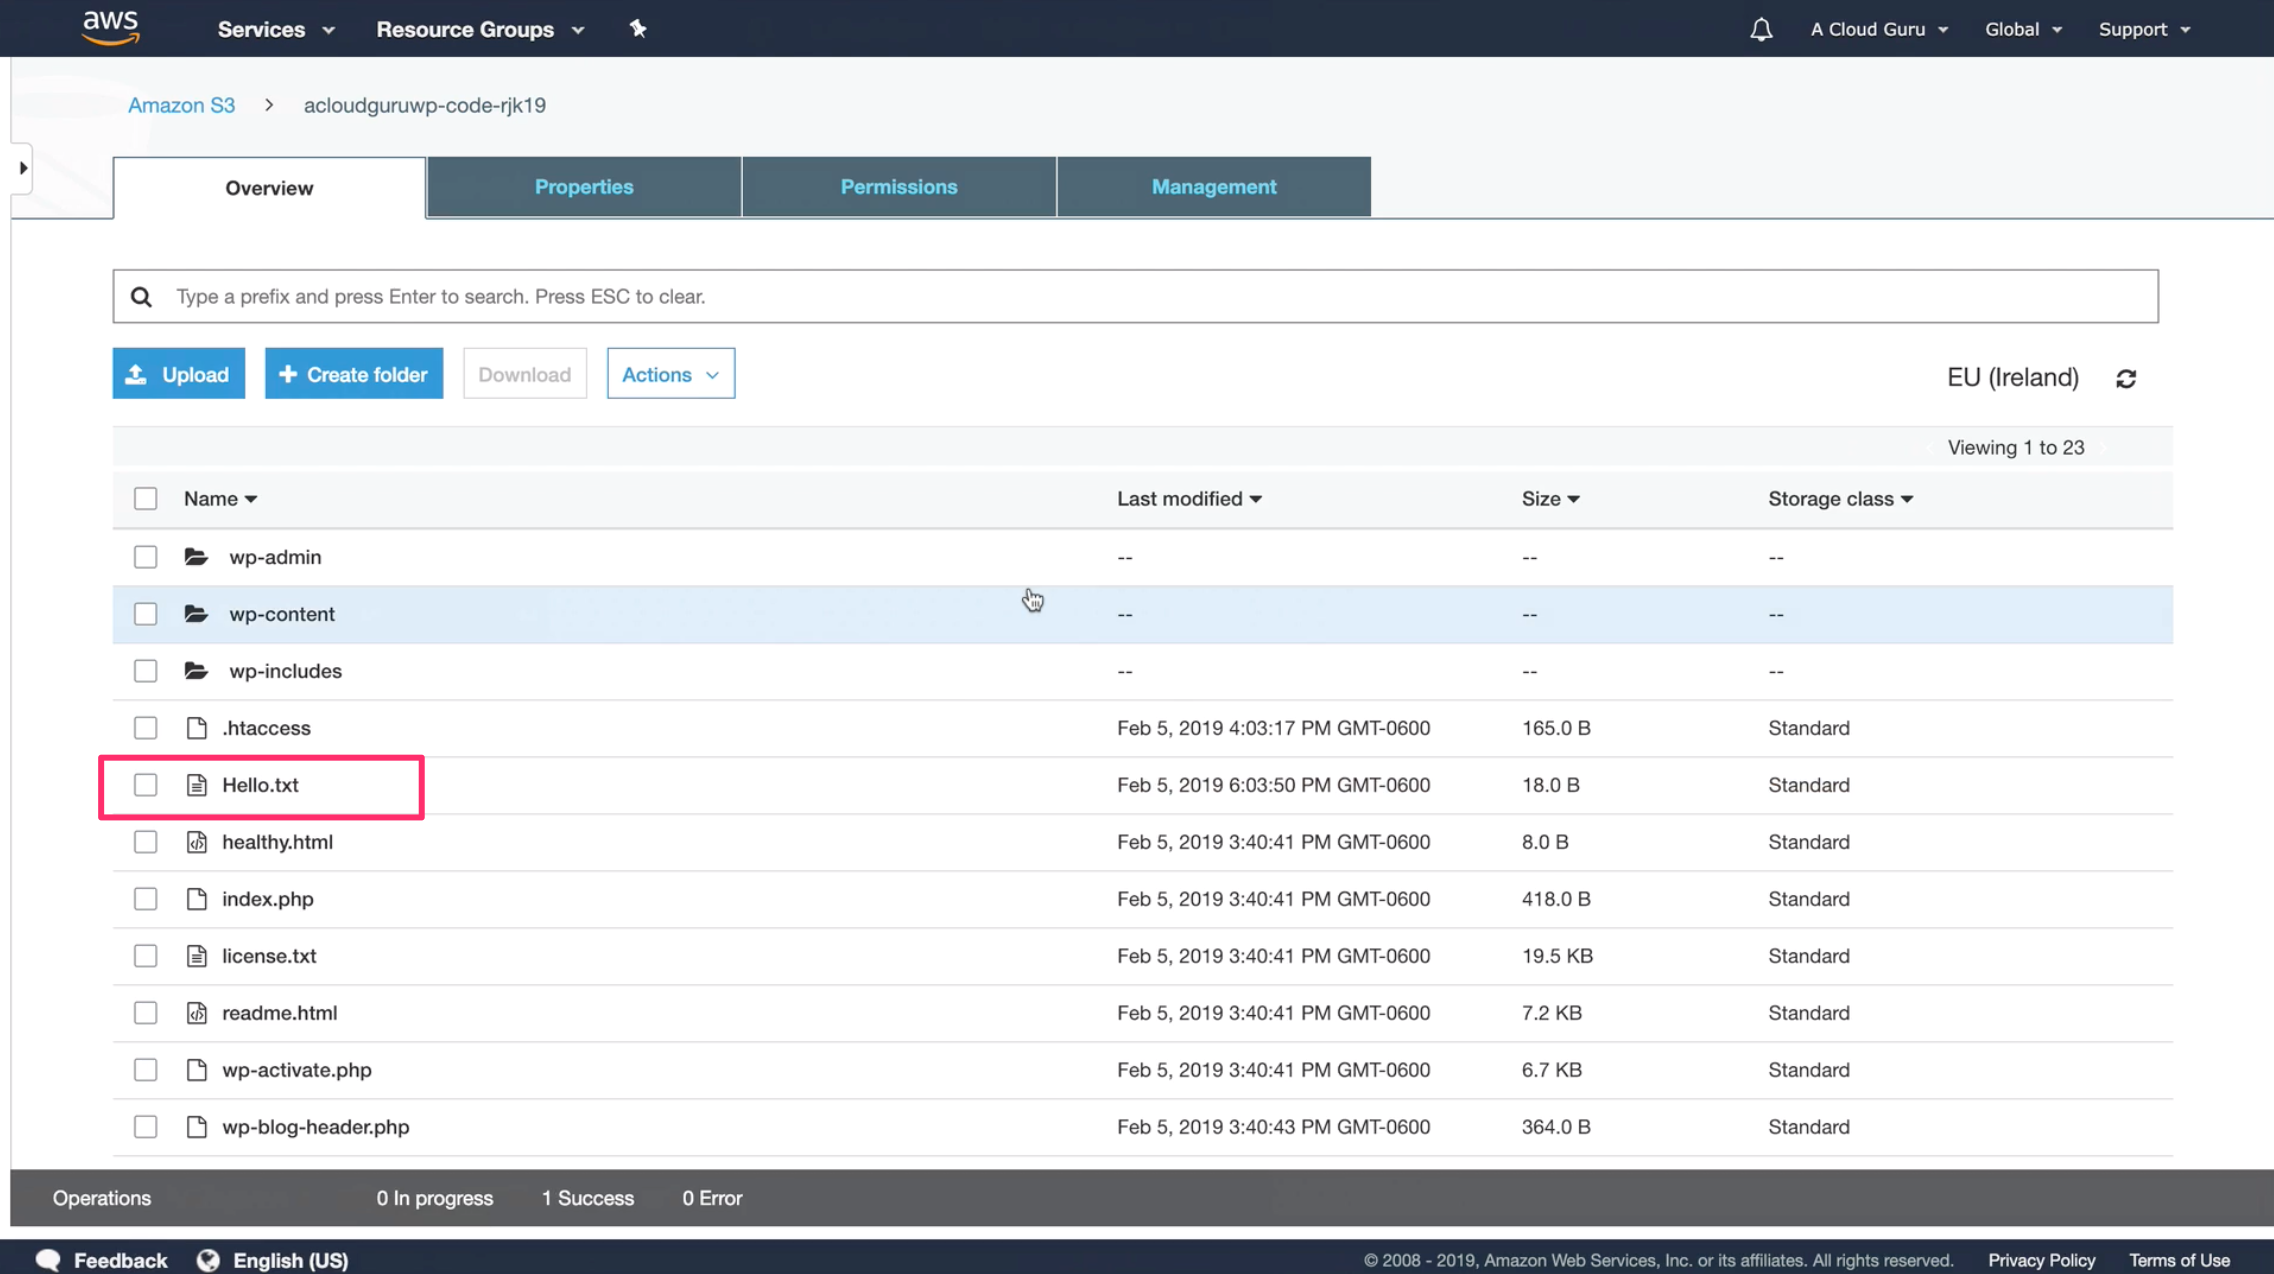 aws Services Resource Groups A Cloud Guru Global Support
Amazon S3 > acloudguruwp-code-rjk19
Overview Properties Permissions Management
Type a prefix and press Enter to search. Press ESC to clear.
Upload + Create folder Download Actions EU (Ireland)
Viewing 1 to 23
Name Last modified Size Storage class
wp-admin -- -- --
wp-content -- -- --
wp-includes -- -- --
.htaccess Feb 5, 2019 4:03:17 PM GMT-0600 165.0 B Standard
Hello.txt Feb 5, 2019 6:03:50 PM GMT-0600 18.0 B Standard
healthy.html Feb 5, 2019 3:40:41 PM GMT-0600 8.0 B Standard
index.php Feb 5, 2019 3:40:41 PM GMT-0600 418.0 B Standard
license.txt Feb 5, 2019 3:40:41 PM GMT-0600 19.5 KB Standard
readme.html Feb 5, 2019 3:40:41 PM GMT-0600 7.2 KB Standard
wp-activate.php Feb 5, 2019 3:40:41 PM GMT-0600 6.7 KB Standard
wp-blog-header.php Feb 5, 2019 3:40:43 PM GMT-0600 364.0 B Standard
Operations 0 In progress 1 Success 0 Error
Feedback English (US) © 2008 - 2019, Amazon Web Services, Inc. or its affiliates. All rights reserved. Privacy Policy Terms of Use